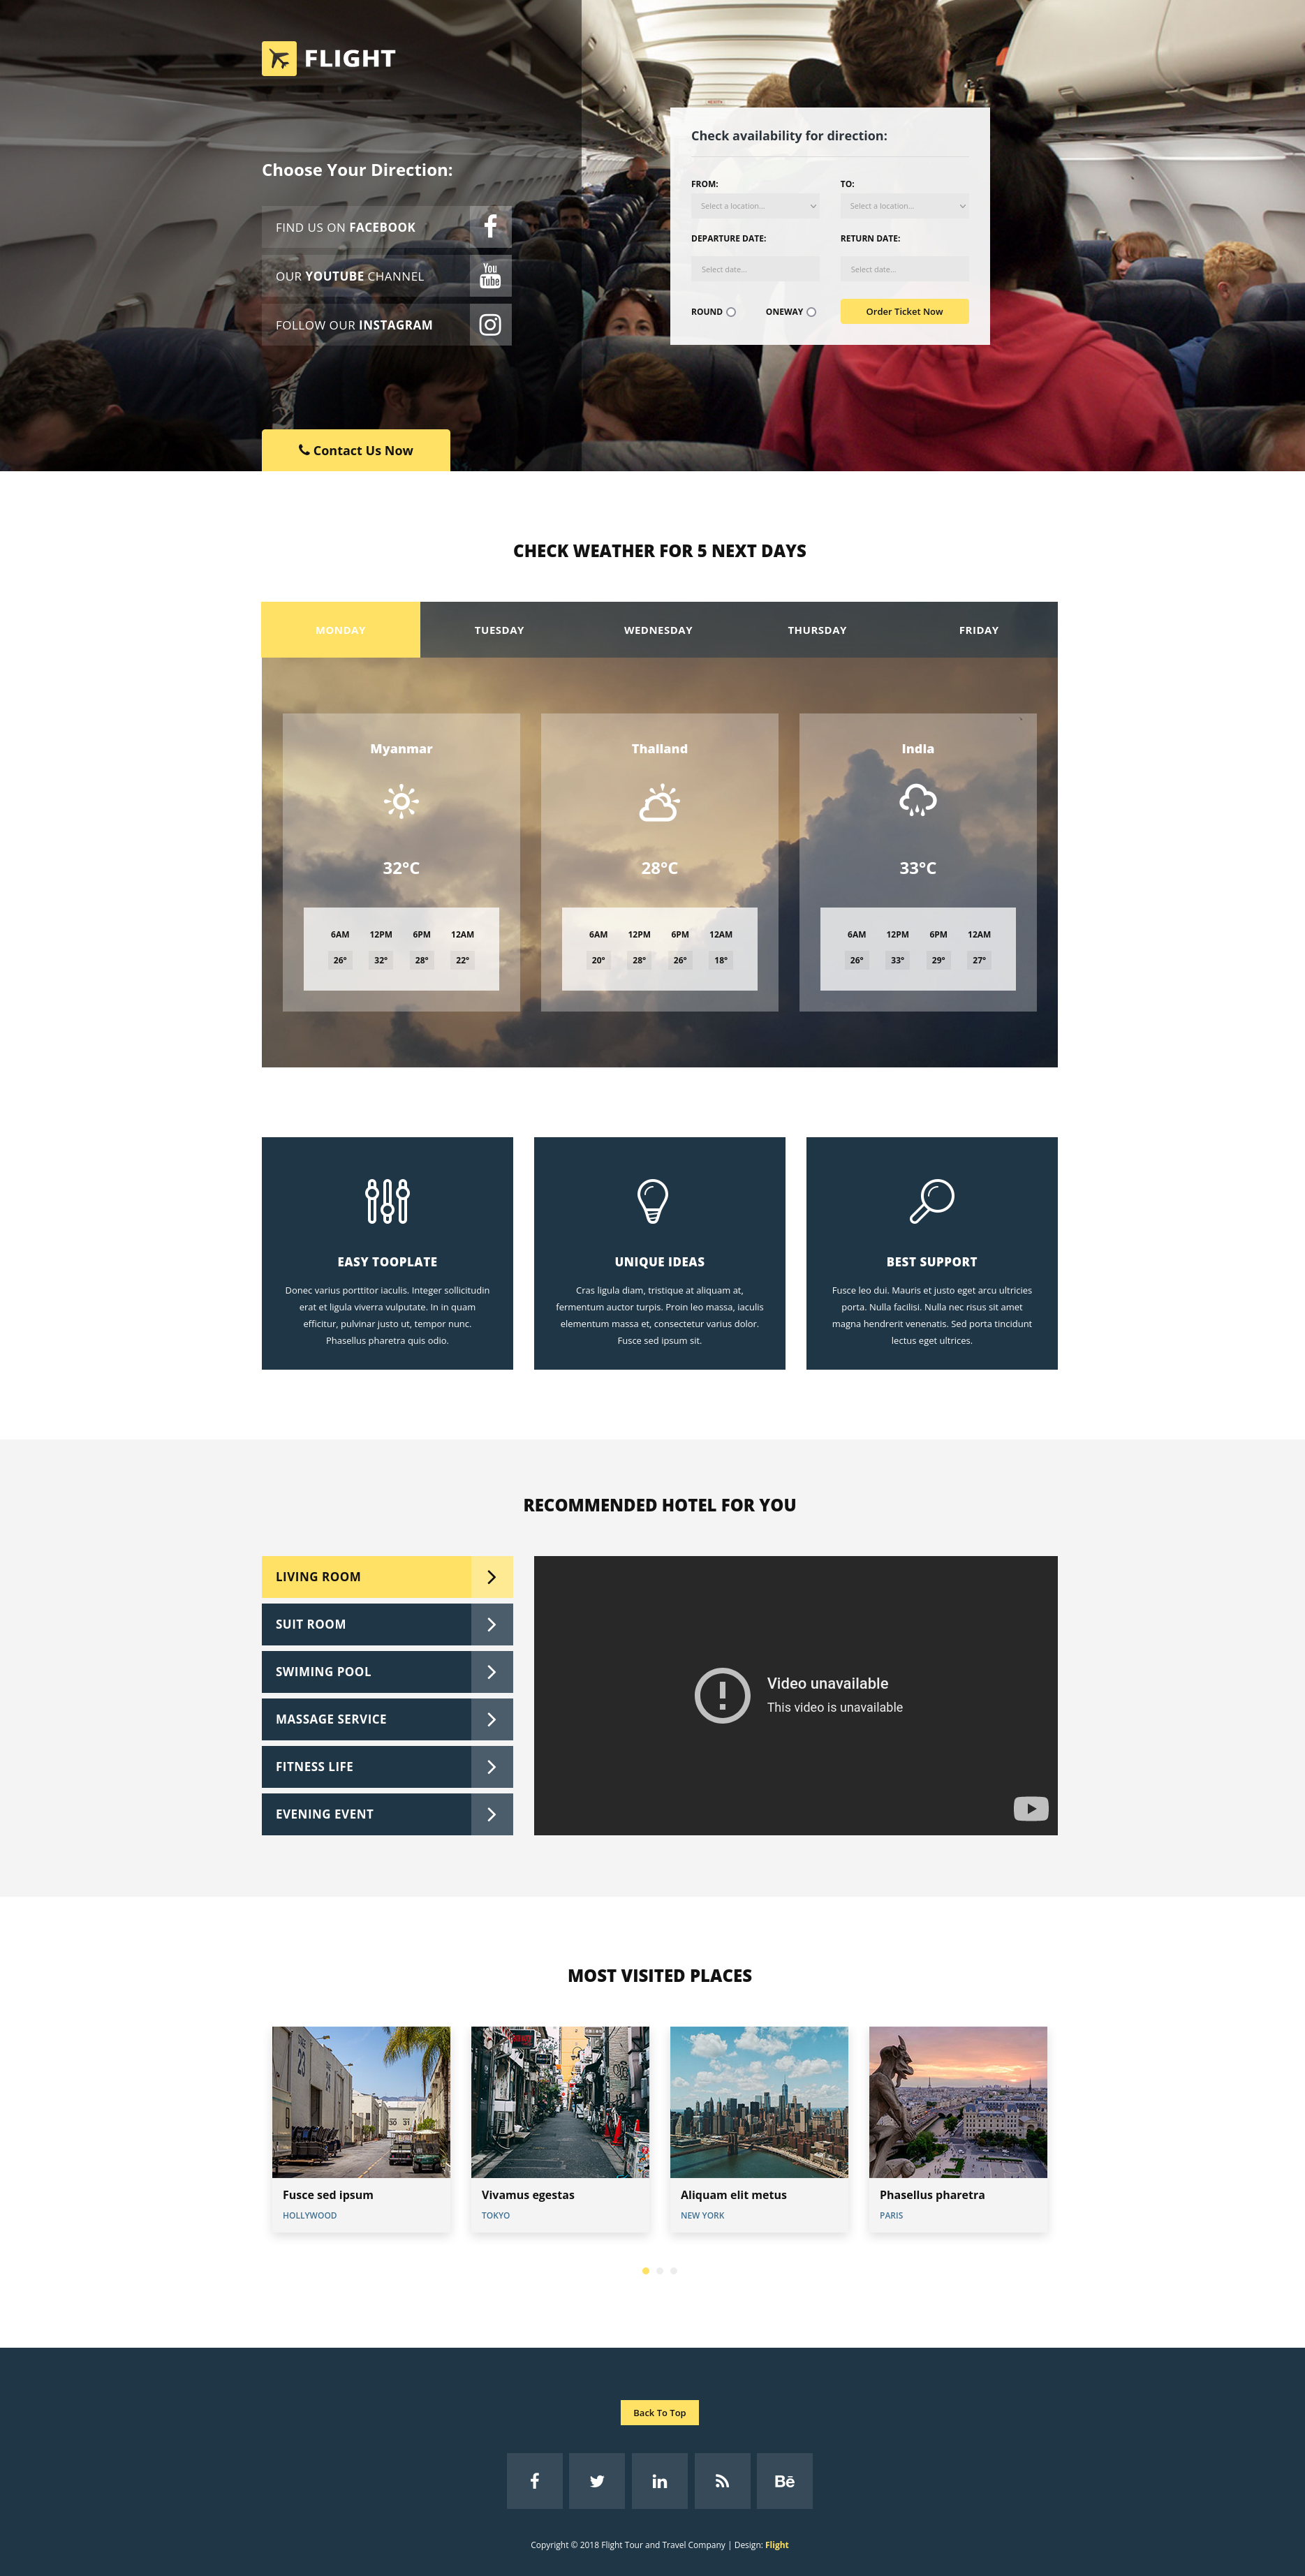 FLIGHT
Choose Your Direction:
FIND US ON FACEBOOK
OUR YOUTUBE CHANNEL
You
Tube
FOLLOW OUR INSTAGRAM
Contact Us Now
Check availability for direction:
FROM:
TO:
Select a location...
Select a location...
DEPARTURE DATE:
RETURN DATE:
Select date...
Select date...
ROUND
ONEWAY
Order Ticket Now
CHECK WEATHER FOR 5 NEXT DAYS
MONDAY
TUESDAY
WEDNESDAY
THURSDAY
FRIDAY
Myanmar
32°C
6AM 12PM 6PM 12AM
26° 32° 28° 22°
Thailand
28°C
6AM 12PM 6PM 12AM
20° 28° 26° 18°
India
33°C
6AM 12PM 6PM 12AM
26° 33° 29° 27°
EASY TOOPLATE
Donec varius porttitor iaculis. Integer sollicitudin
erat et ligula viverra vulputate. In in quam
efficitur, pulvinar justo ut, tempor nunc.
Phasellus pharetra quis odio.
UNIQUE IDEAS
Cras ligula diam, tristique at aliquam at,
fermentum auctor turpis. Proin leo massa, iaculis
elementum massa et, consectetur varius dolor.
Fusce sed ipsum sit.
BEST SUPPORT
Fusce leo dui. Mauris et justo eget arcu ultricies
porta. Nulla facilisi. Nulla nec risus sit amet
magna hendrerit venenatis. Sed porta tincidunt
lectus eget ultrices.
RECOMMENDED HOTEL FOR YOU
LIVING ROOM
SUIT ROOM
SWIMING POOL
MASSAGE SERVICE
FITNESS LIFE
EVENING EVENT
Video unavailable
This video is unavailable
MOST VISITED PLACES
Fusce sed ipsum
HOLLYWOOD
Vivamus egestas
TOKYO
Aliquam elit metus
NEW YORK
Phasellus pharetra
PARIS
Back To Top
in
Bē
Copyright © 2018 Flight Tour and Travel Company | Design: Flight